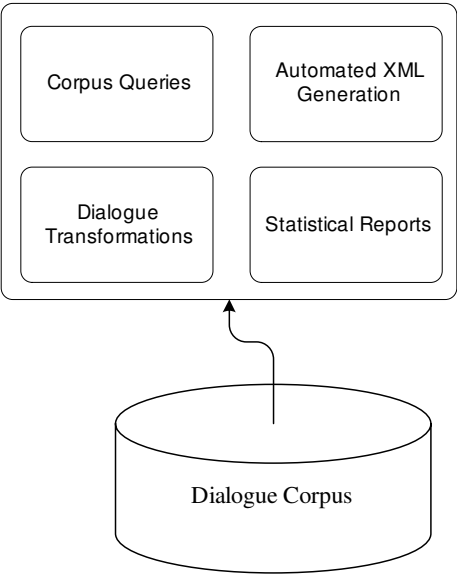 Corpus Queries
Automated XML
Generation
Dialogue
Transformations
Statistical Reports
Dialogue Corpus